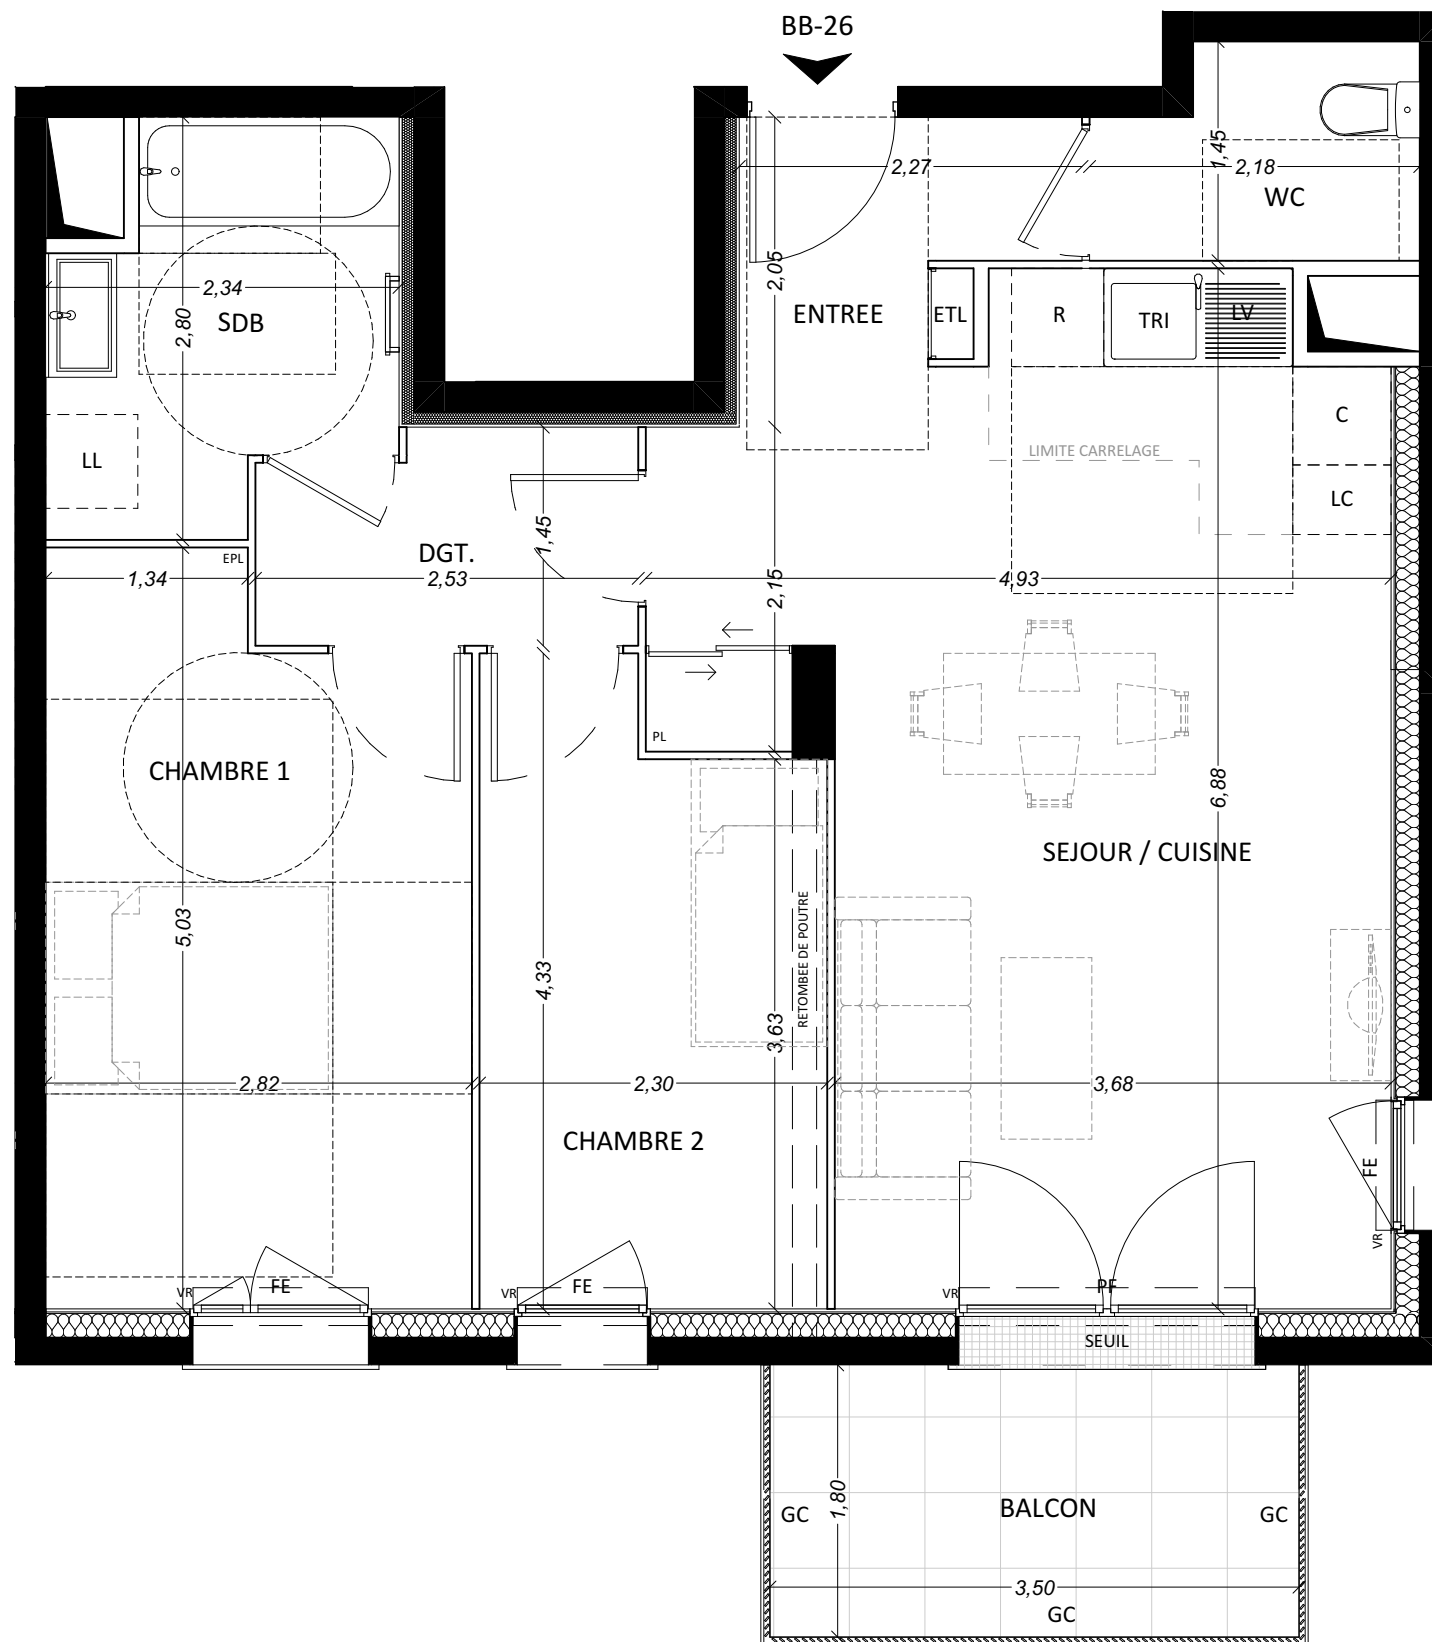 BB-26
1,45
2,27
2,18
WC
2,05
2,34
2,80
SDB
ENTREE
ETL
R
TRI
LV
C
LIMITE CARRELAGE
LL
LC
1,45
DGT.
EPL
1,34
2,53
2,15
4,93
PL
CHAMBRE 1
6,88
SEJOUR / CUISINE
5,03
4,33
RETOMBEE DE POUTRE
3,63
2,82
2,30
3,68
CHAMBRE 2
FE
VR
VR
FE
VR
FE
VR
PF
SEUIL
1,80
BALCON
GC
GC
3,50
GC